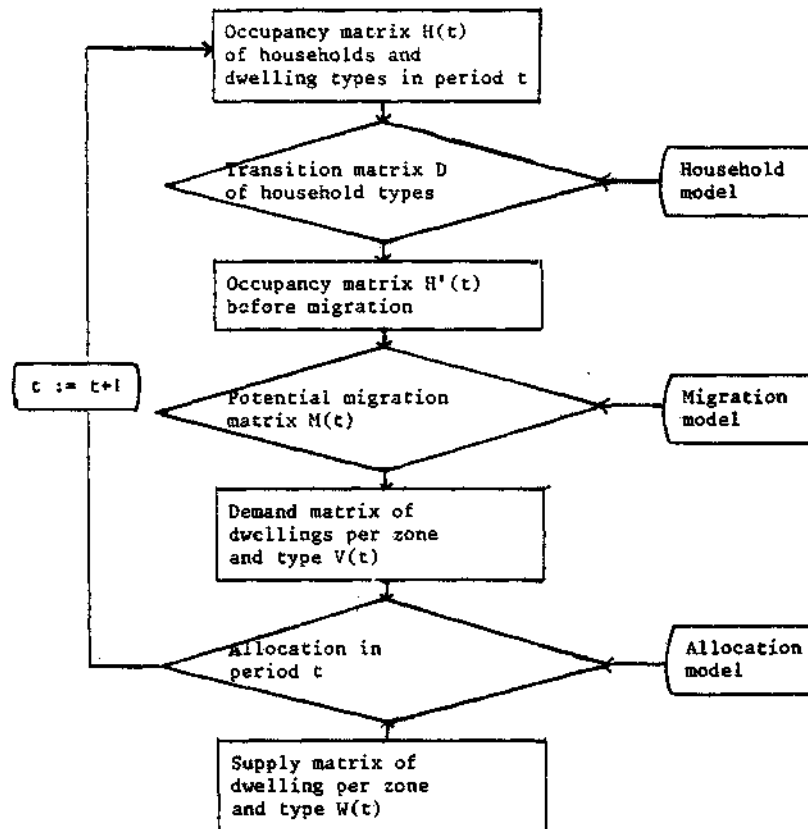 Occupancy matrix H(t)
of households and
dwelling types in period t
Transition matrix D
of household types
Household
model
Occupancy matrix H'(t)
before migration
t := t+1
Potential migration
matrix M(t)
Migration
model
Demand matrix of
dwellings per zone
and type V(t)
Allocation in
period t
Allocation
model
Supply matrix of
dwelling per zone
and type W(t)